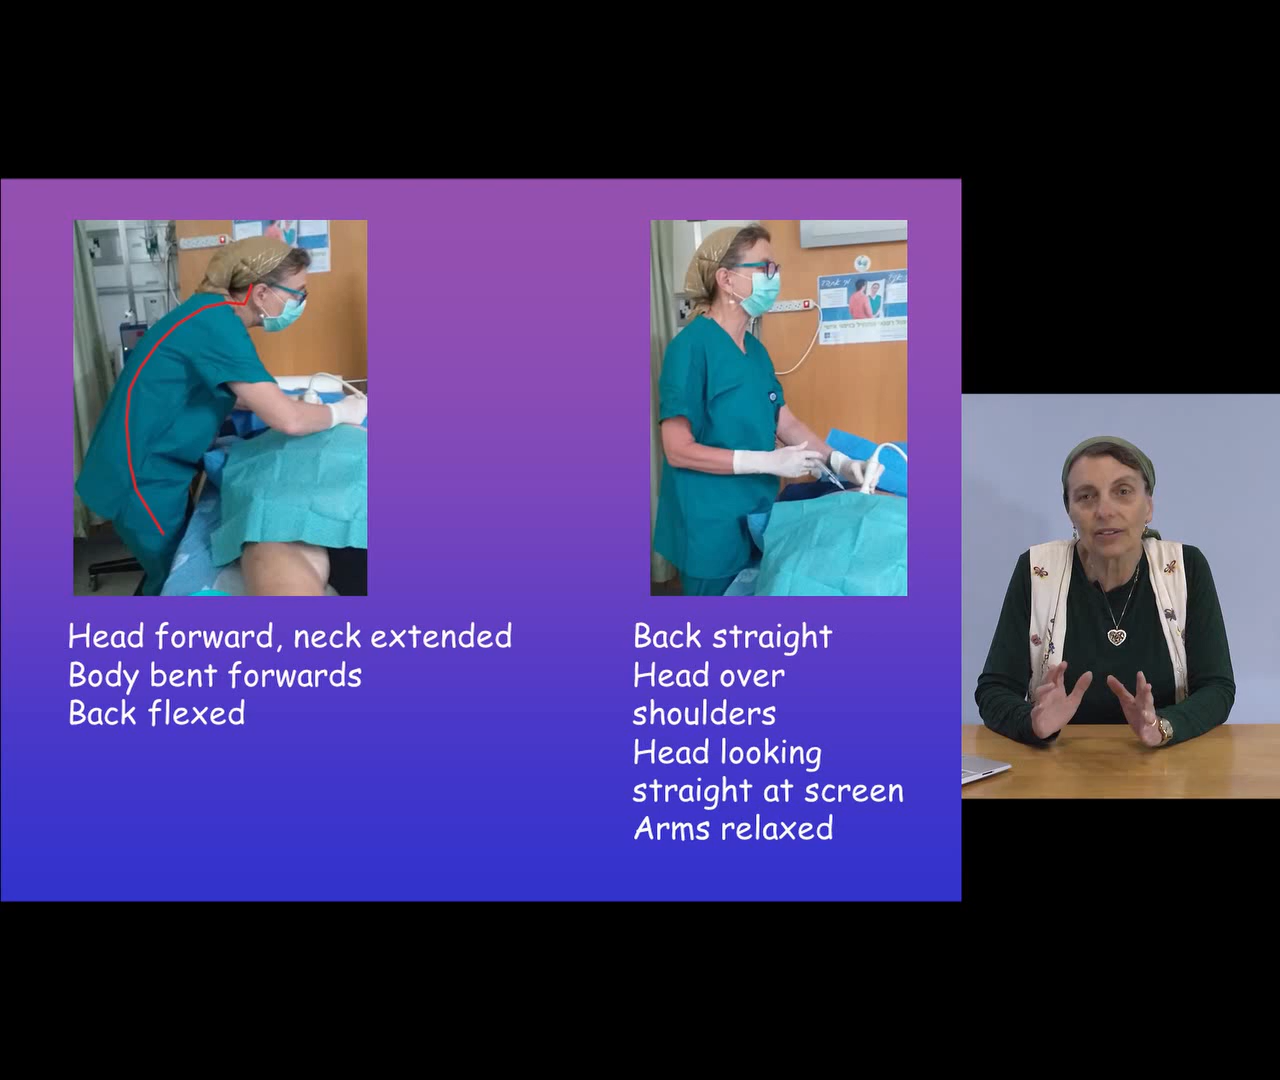 Head forward, neck extended
Body bent forwards
Back flexed
Back straight
Head over
shoulders
Head looking
straight at screen
Arms relaxed